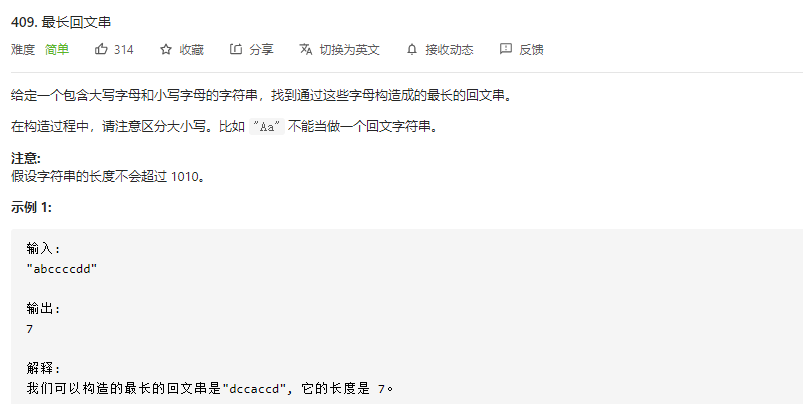 409. 最长回文串
难度 简单 314 收藏 分享 切换为英文 接收动态 反馈
给定一个包含大写字母和小写字母的字符串，找到通过这些字母构造成的最长的回文串。
在构造过程中，请注意区分大小写。比如 "Aa" 不能当做一个回文字符串。
注意:
假设字符串的长度不会超过 1010。
示例 1:
输入:
"abccccdd"
输出:
7
解释:
我们可以构造的最长的回文串是"dccaccd", 它的长度是 7。